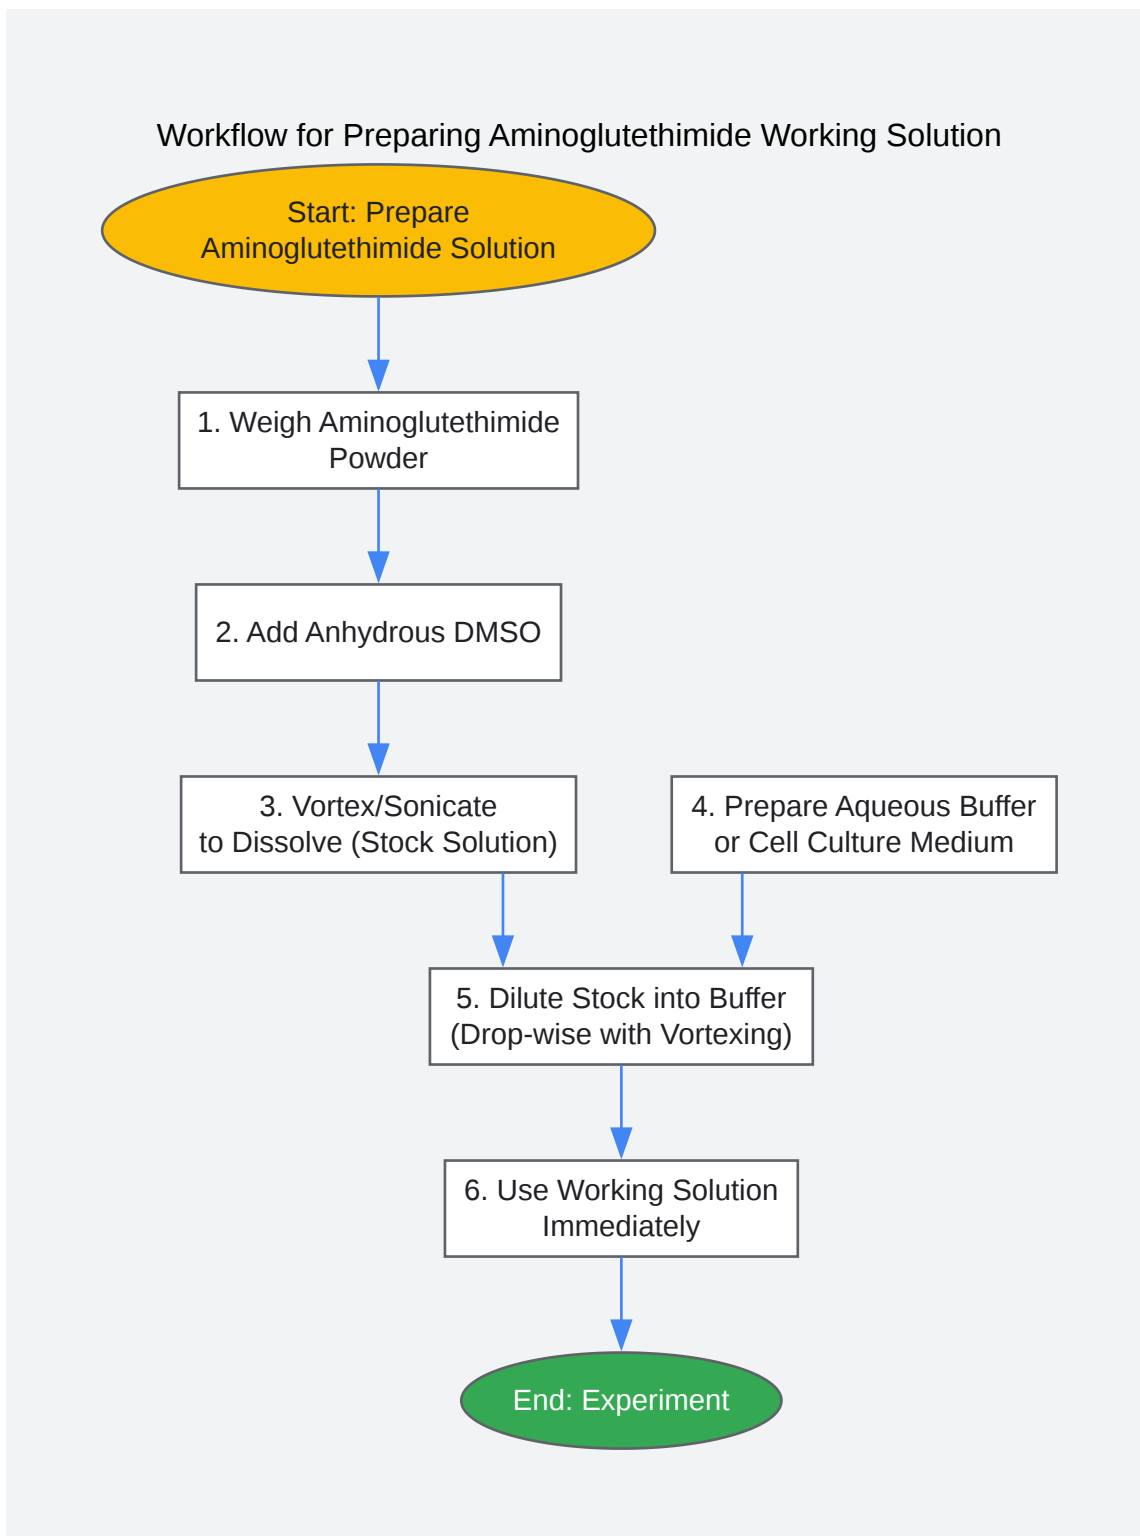 Workflow for Preparing Aminoglutethimide Working Solution
Start: Prepare
Aminoglutethimide Solution
1. Weigh Aminoglutethimide
Powder
2. Add Anhydrous DMSO
3. Vortex/Sonicate
to Dissolve (Stock Solution)
4. Prepare Aqueous Buffer
or Cell Culture Medium
5. Dilute Stock into Buffer
(Drop-wise with Vortexing)
6. Use Working Solution
Immediately
End: Experiment